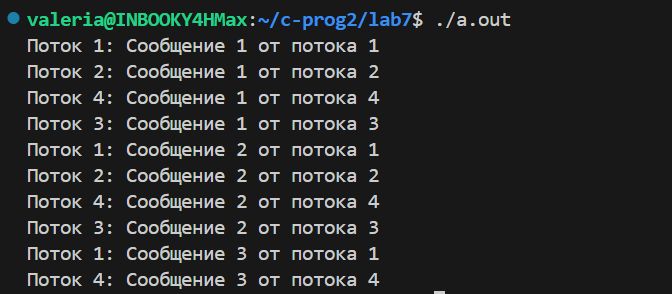 valeria@INBOOKY4HMax:~/c-prog2/lab7$ ./a.out
Поток 1: Сообщение 1 от потока 1
Поток 2: Сообщение 1 от потока 2
Поток 4: Сообщение 1 от потока 4
Поток 3: Сообщение 1 от потока 3
Поток 1: Сообщение 2 от потока 1
Поток 2: Сообщение 2 от потока 2
Поток 4: Сообщение 2 от потока 4
Поток 3: Сообщение 2 от потока 3
Поток 1: Сообщение 3 от потока 1
Поток 4: Сообщение 3 от потока 4